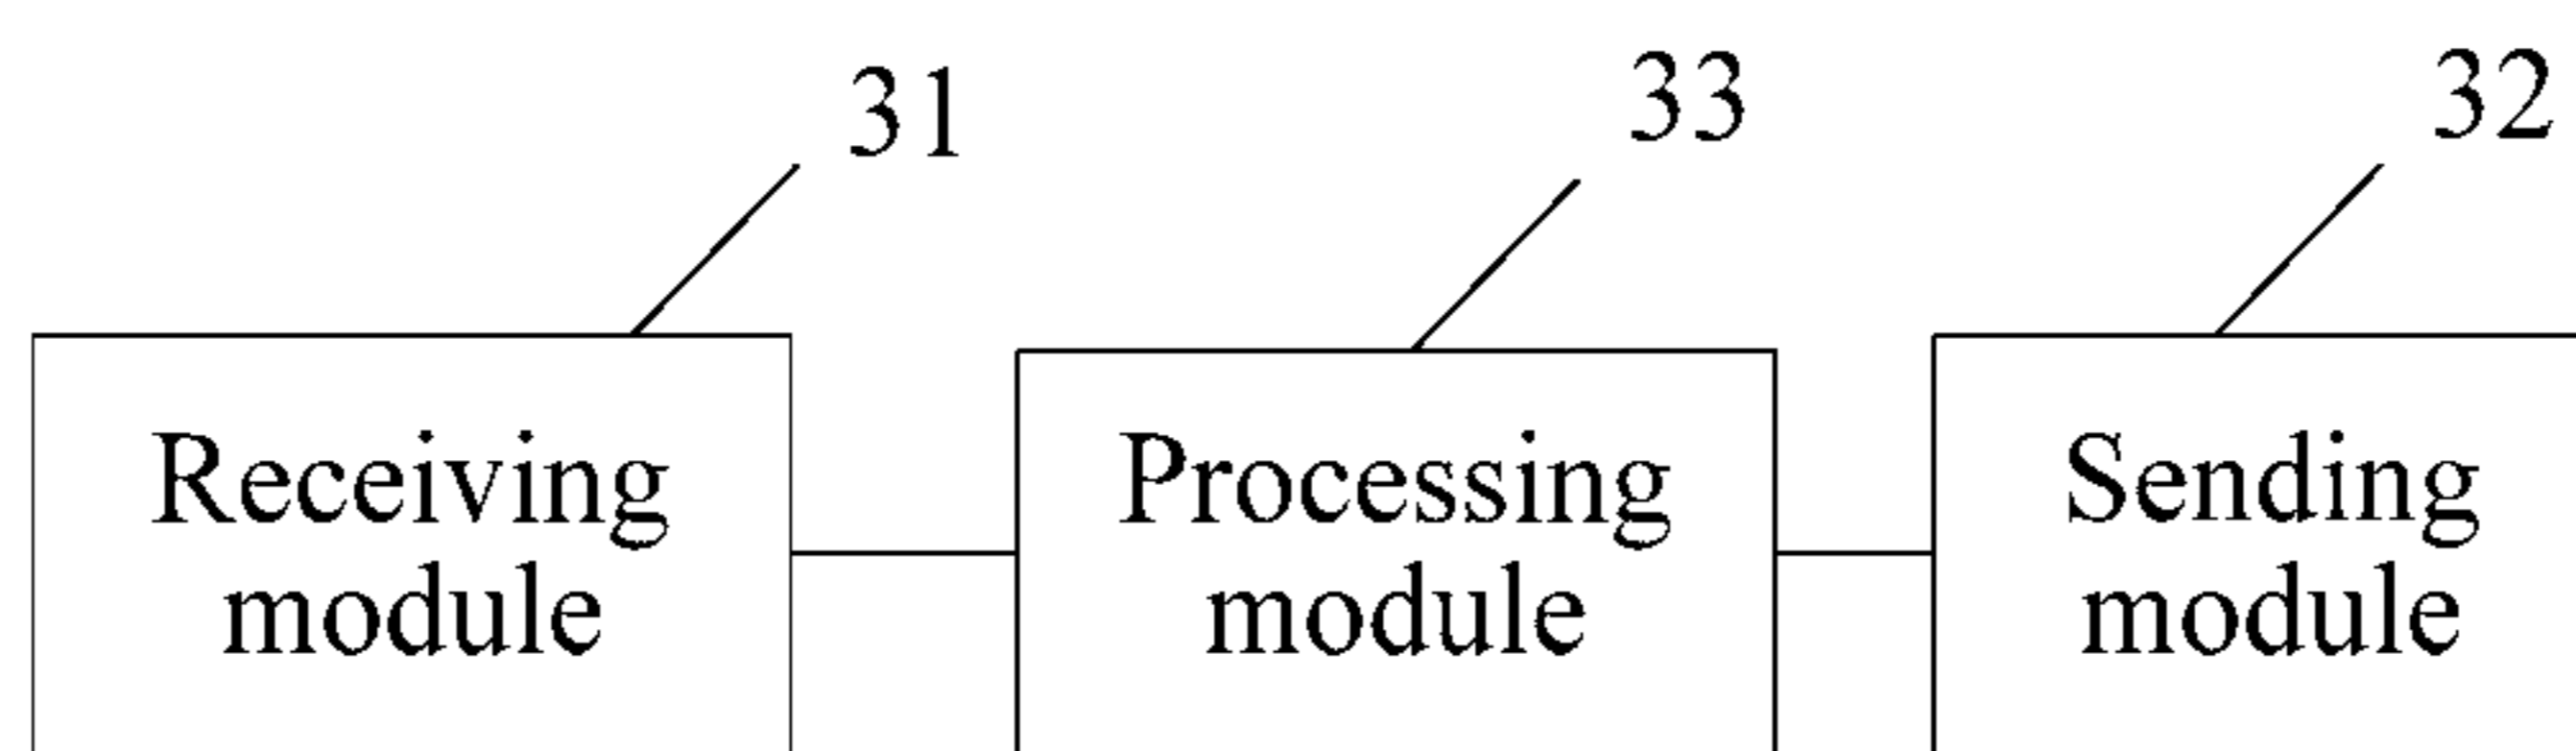 31
33
32
Receiving
module
Processing
module
Sending
module